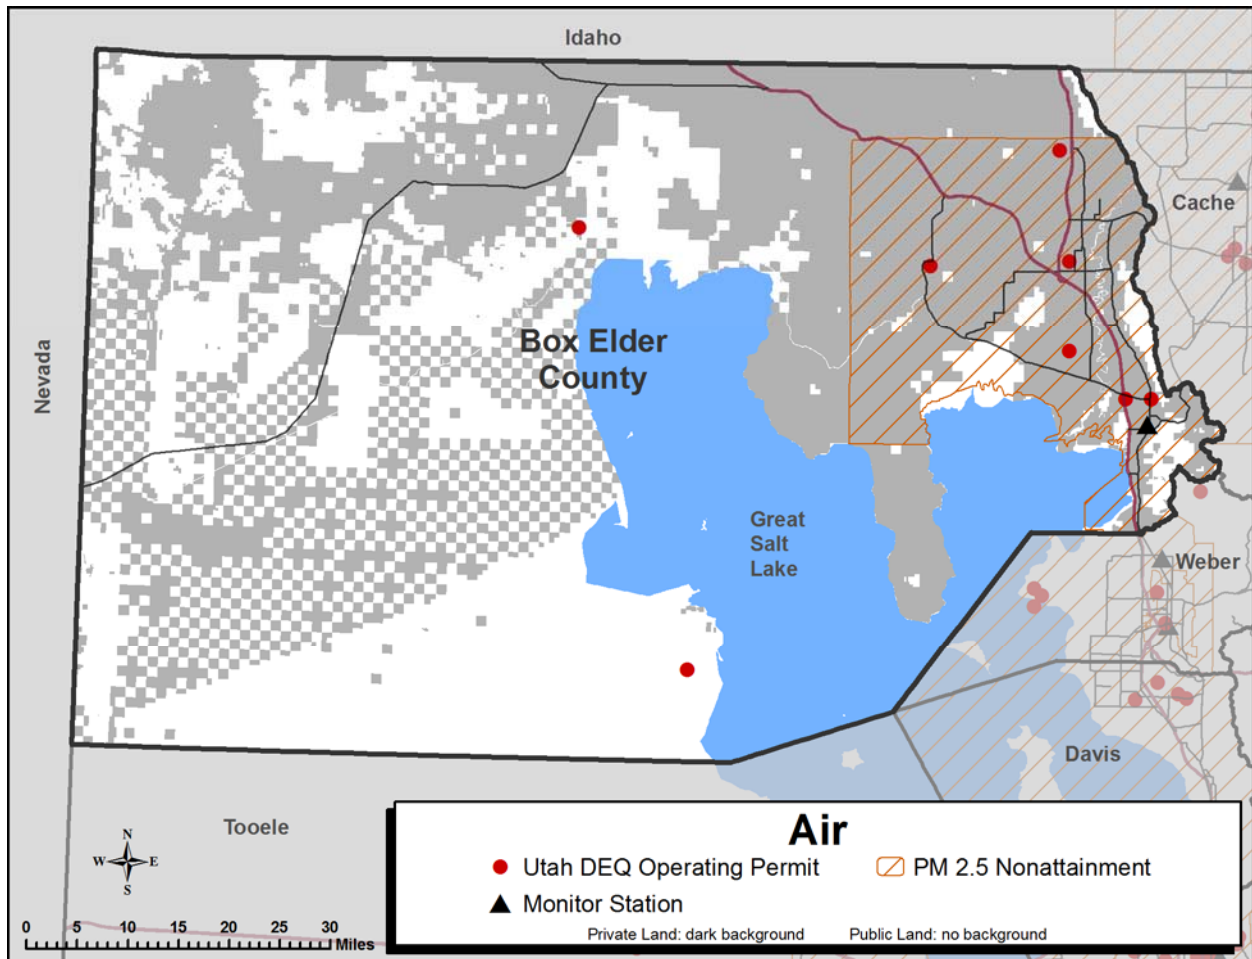 Idaho
Cache
Nevada
Box Elder
County
Great
Salt
Lake
Weber
Davis
Tooele
N
W
E
S
0 5 10 15 20 25 30
Miles
Air
Utah DEQ Operating Permit
PM 2.5 Nonattainment
Monitor Station
Private Land: dark background
Public Land: no background